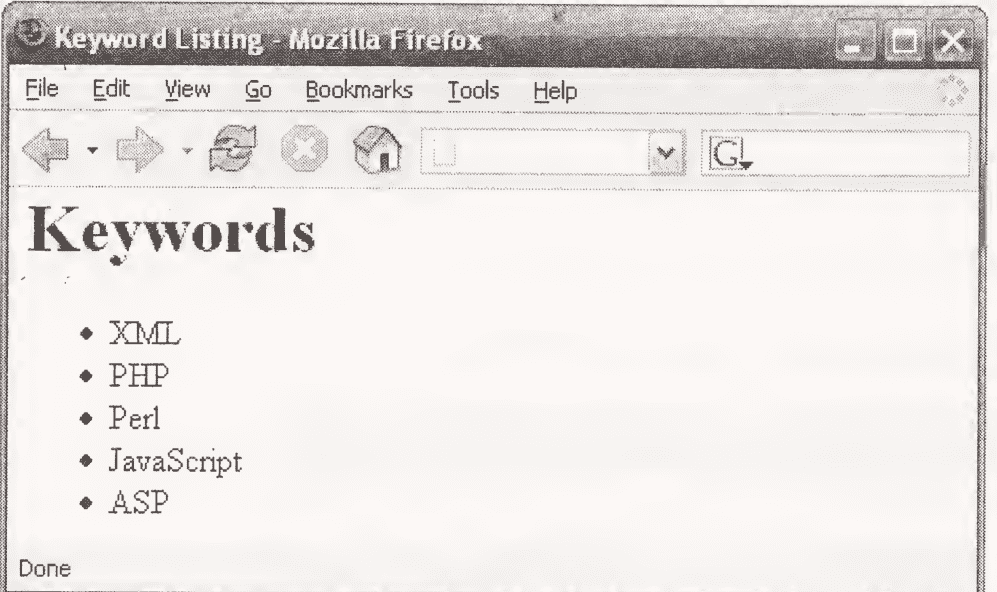 Keyword Listing - Mozilla Firefox
File Edit View Go Bookmarks Tools Help
G
Keywords
• XML
• PHP
• Perl
• JavaScript
• ASP
Done